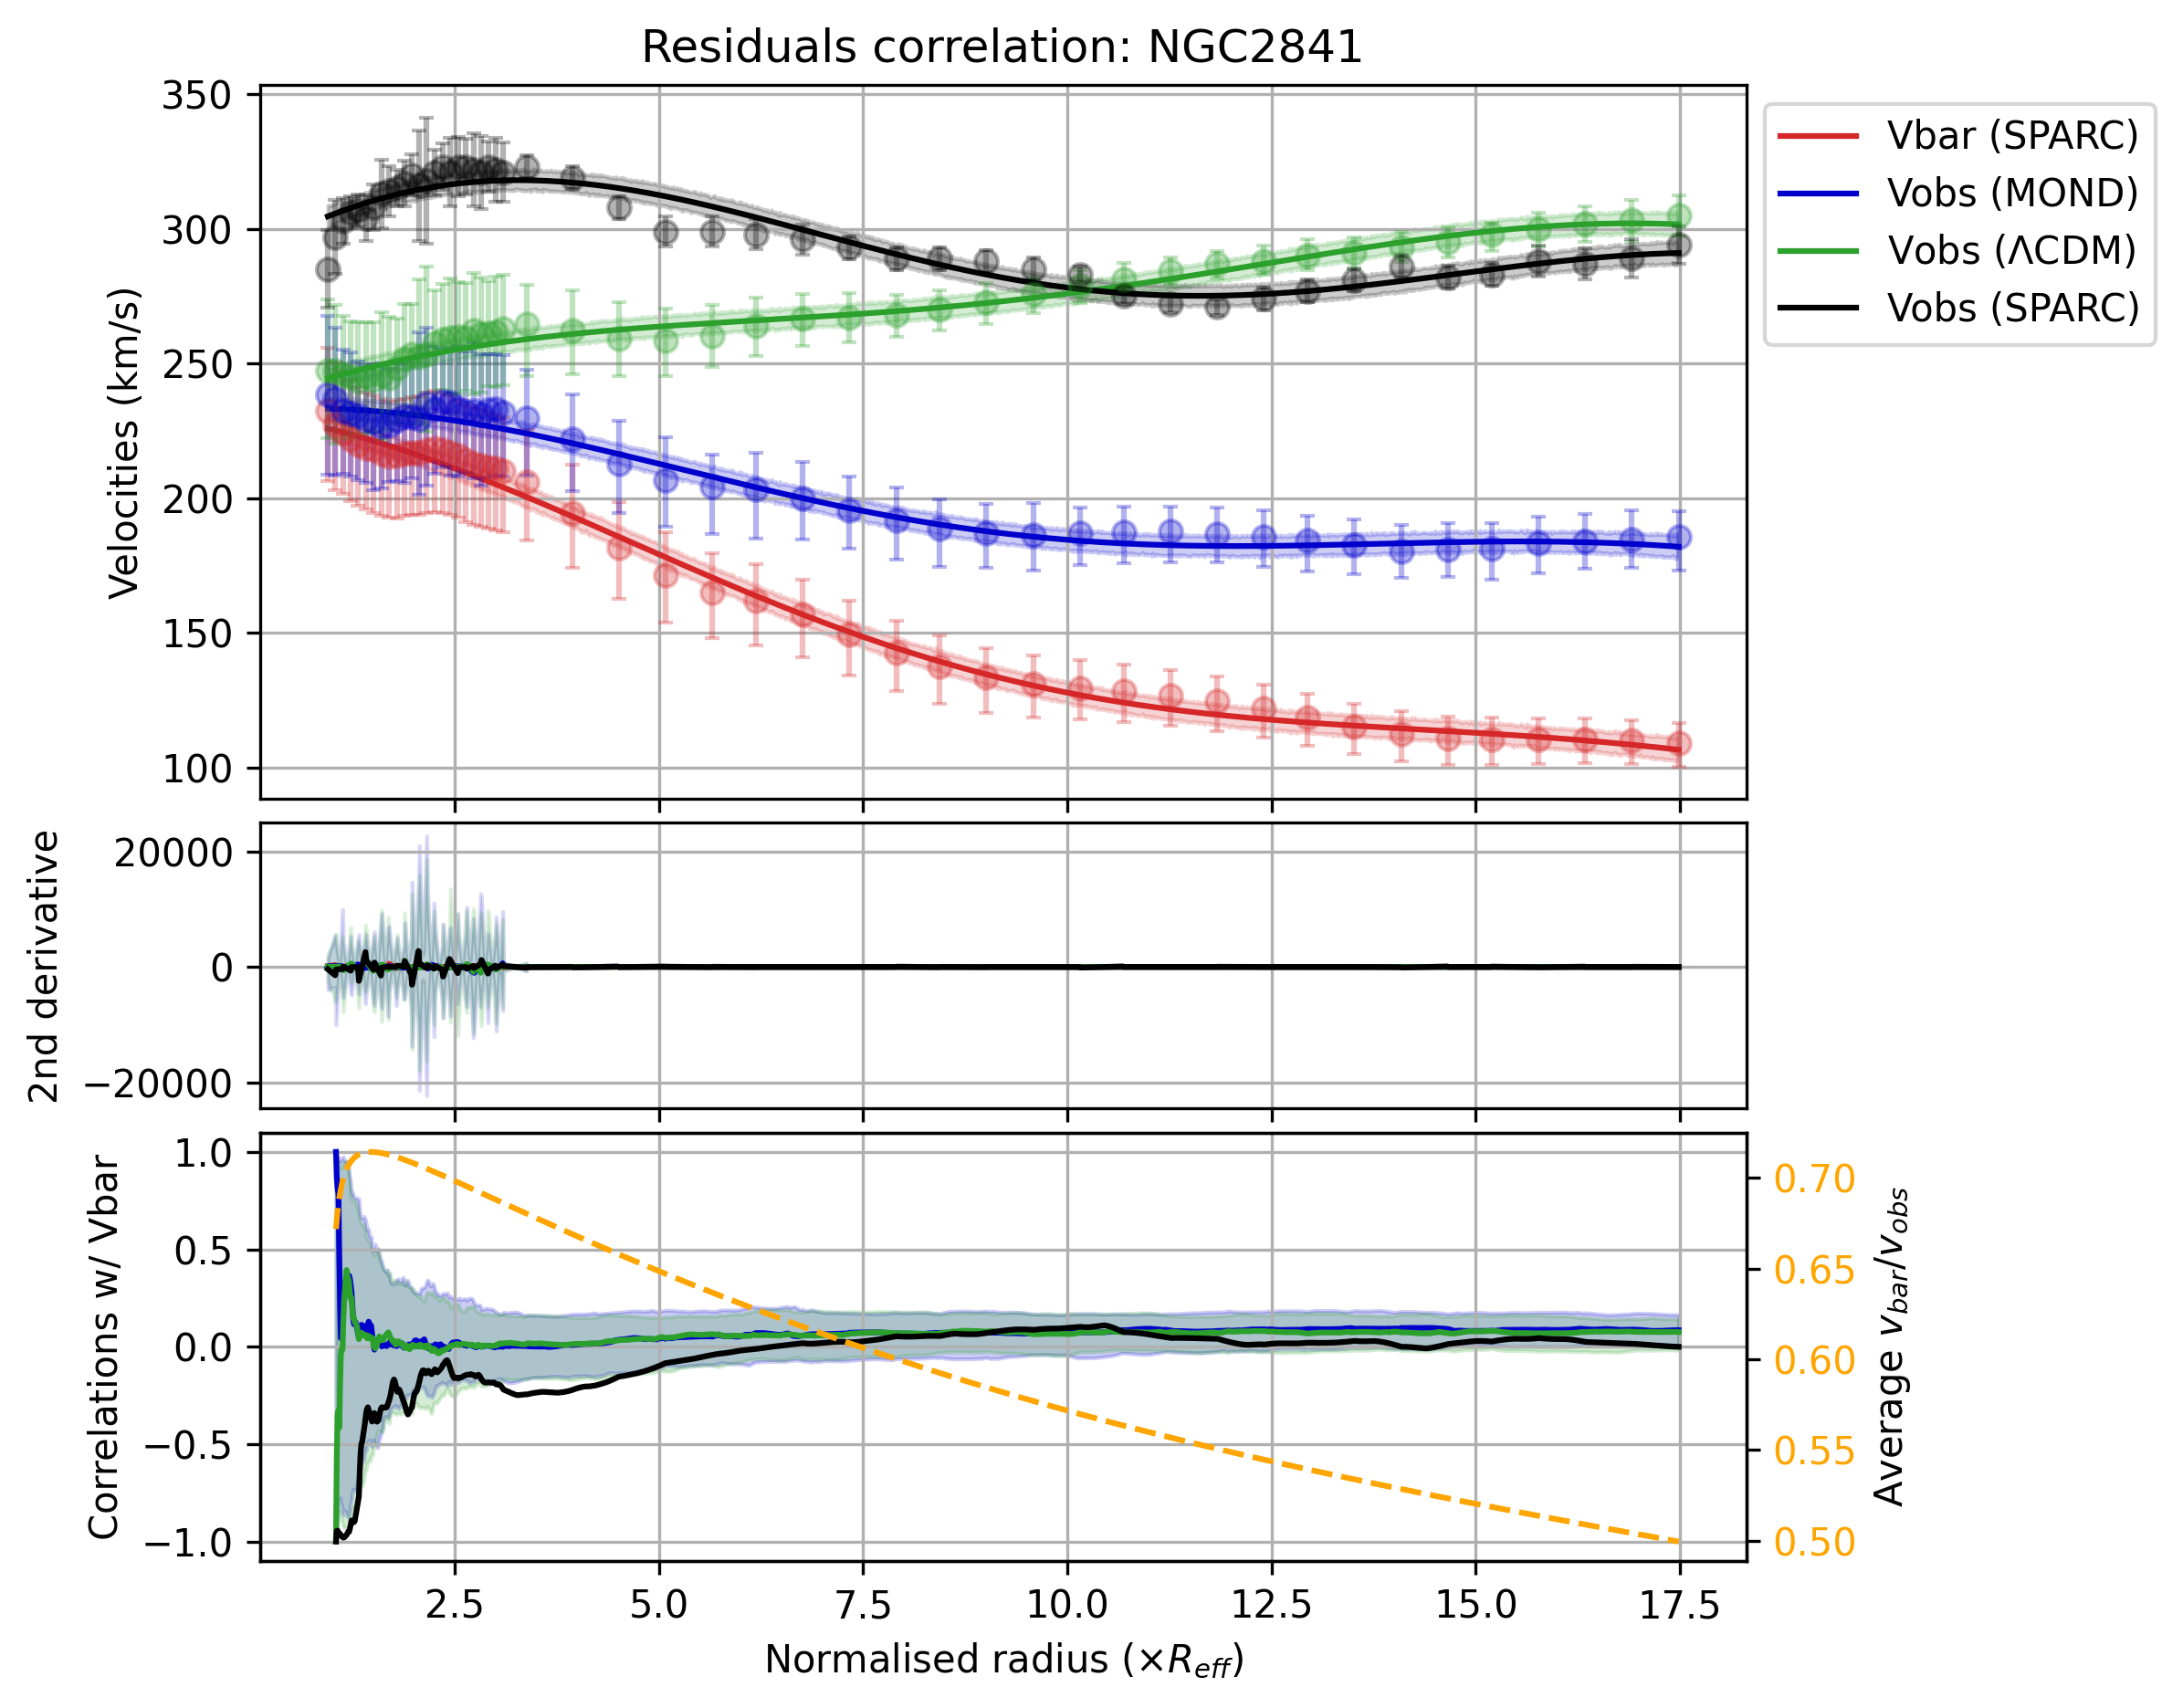 Residuals correlation: NGC2841
350
300
250
200
150
100
Velocities (km/s)
Vbar (SPARC)
Vobs (MOND)
Vobs (ΛCDM)
Vobs (SPARC)
20000
0
−20000
2nd derivative
1.0
0.5
0.0
−0.5
−1.0
Correlations w/ Vbar
0.70
0.65
0.60
0.55
0.50
Average v_bar/v_obs
2.5 5.0 7.5 10.0 12.5 15.0 17.5
Normalised radius (×R_eff)